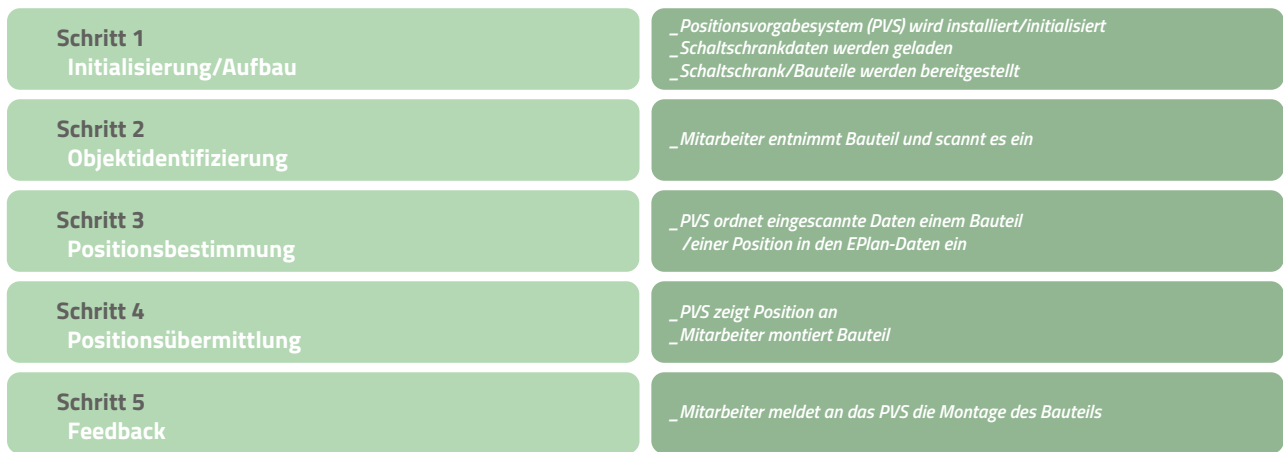 Schritt 1
Initialisierung/Aufbau
_Positionsvorgabesystem (PVS) wird installiert/initialisiert
_Schaltschrankdaten werden geladen
_Schaltschrank/Bauteile werden bereitgestellt
Schritt 2
Objektidentifizierung
_Mitarbeiter entnimmt Bauteil und scannt es ein
Schritt 3
Positionsbestimmung
_PVS ordnet eingescannte Daten einem Bauteil
/einer Position in den EPlan-Daten ein
Schritt 4
Positionsübermittlung
_PVS zeigt Position an
_Mitarbeiter montiert Bauteil
Schritt 5
Feedback
_Mitarbeiter meldet an das PVS die Montage des Bauteils